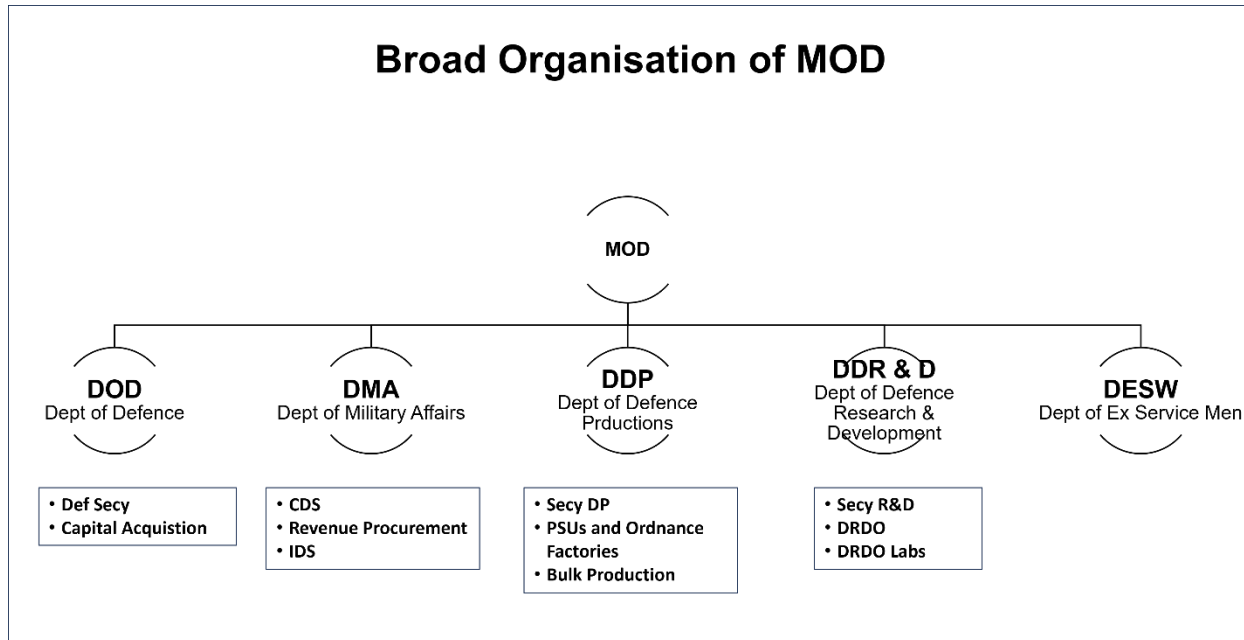 Broad Organisation of MOD
MOD
DOD
Dept of Defence
DMA
Dept of Military Affairs
DDP
Dept of Defence
Prductions
DDR & D
Dept of Defence
Research &
Development
DESW
Dept of Ex Service Men
• Def Secy
• Capital Acquistion
• CDS
• Revenue Procurement
• IDS
• Secy DP
• PSUs and Ordnance
Factories
• Bulk Production
• Secy R&D
• DRDO
• DRDO Labs